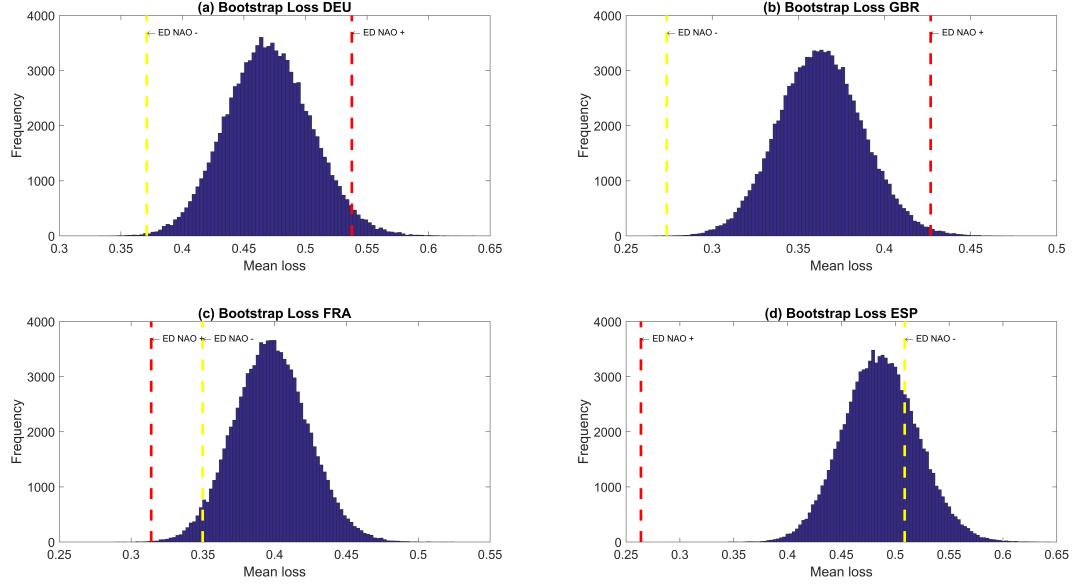 (a) Bootstrap Loss DEU
4000
3000
2000
1000
0
Frequency
← ED NAO -
← ED NAO +
0.3 0.35 0.4 0.45 0.5 0.55 0.6 0.65
Mean loss
(b) Bootstrap Loss GBR
4000
3000
2000
1000
0
Frequency
← ED NAO -
← ED NAO +
0.25 0.3 0.35 0.4 0.45 0.5
Mean loss
(c) Bootstrap Loss FRA
4000
3000
2000
1000
0
Frequency
← ED NAO +
← ED NAO -
0.25 0.3 0.35 0.4 0.45 0.5 0.55
Mean loss
(d) Bootstrap Loss ESP
4000
3000
2000
1000
0
Frequency
← ED NAO +
← ED NAO -
0.25 0.3 0.35 0.4 0.45 0.5 0.55 0.6 0.65
Mean loss